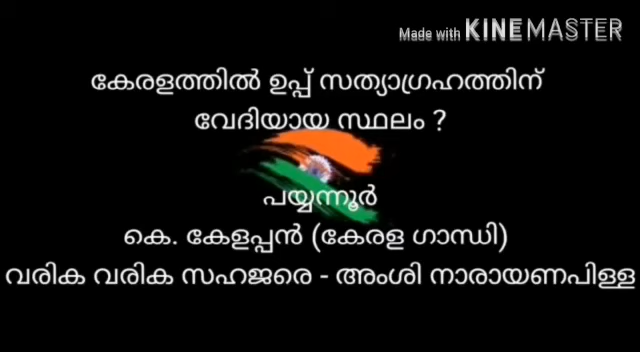 Made with KINEMASTER
കേരളത്തിൽ ഉപ്പ് സത്യാഗ്രഹത്തിന്
വേദിയായ സ്ഥലം ?
പയ്യന്നൂർ
കെ. കേളപ്പൻ (കേരള ഗാന്ധി)
വരിക വരിക സഹജരെ - അംശി നാരായണപിള്ള